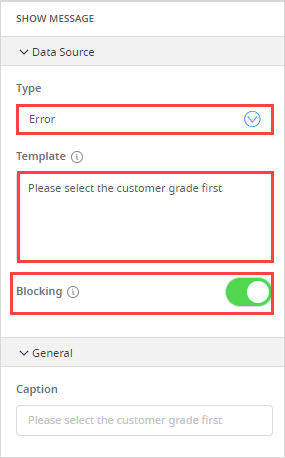 SHOW MESSAGE
Data Source
Type
Error
Template
Please select the customer grade first
Blocking
General
Caption
Please select the customer grade first